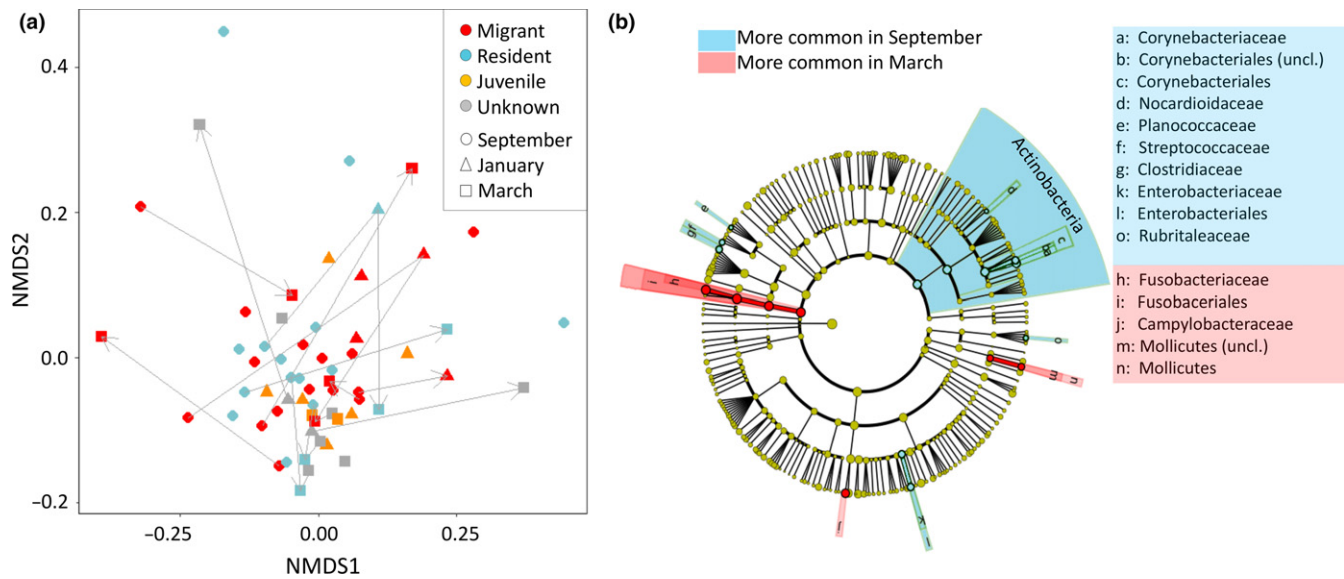 (a)
Migrant
Resident
Juvenile
Unknown
September
January
March
0.4
0.2
0.0
−0.2
NMDS2
−0.25
0.00
0.25
NMDS1
(b)
More common in September
More common in March
a: Corynebacteriaceae
b: Corynebacteriales (uncl.)
c: Corynebacteriales
d: Nocardioidaceae
e: Planococcaceae
f: Streptococcaceae
g: Clostridiaceae
k: Enterobacteriaceae
l: Enterobacteriales
o: Rubritaleaceae
h: Fusobacteriaceae
i: Fusobaceriales
j: Campylobacteraceae
m: Mollicutes (uncl.)
n: Mollicutes
Actinobacteria
d
c
b
a
e
g
f
h
i
o
m
n
k
l
j